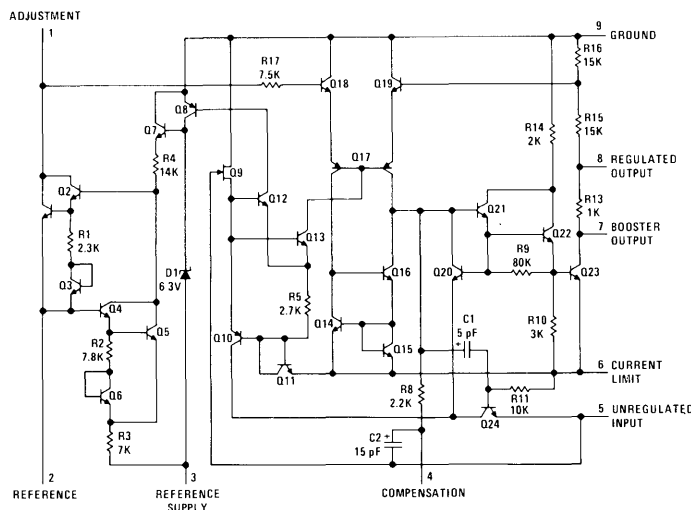 ADJUSTMENT
1
9
GROUND
R16
15K
R17
7.5K
Q18
Q19
Q7
Q8
R15
15K
R14
2K
R4
14K
Q17
8
REGULATED
OUTPUT
Q9
Q12
Q2
R13
1K
Q21
7
BOOSTER
OUTPUT
Q13
Q22
R1
2.3K
R9
80K
D1
6.3V
Q16
Q20
Q23
Q3
R5
2.7K
Q4
Q5
C1
5 pF
R10
3K
Q14
Q10
R2
7.8K
Q15
6
CURRENT
LIMIT
Q11
R8
2.2K
R11
10K
Q6
5
UNREGULATED
INPUT
Q24
R3
7K
C2
15 pF
2
3
4
REFERENCE
REFERENCE
SUPPLY
COMPENSATION